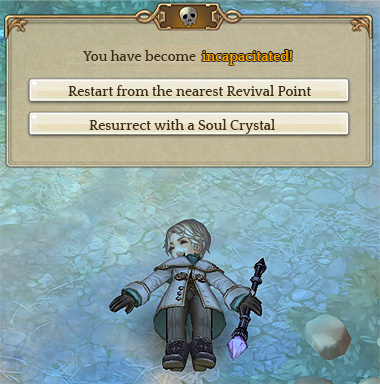 You have become incapacitated!
Restart from the nearest Revival Point
Resurrect with a Soul Crystal